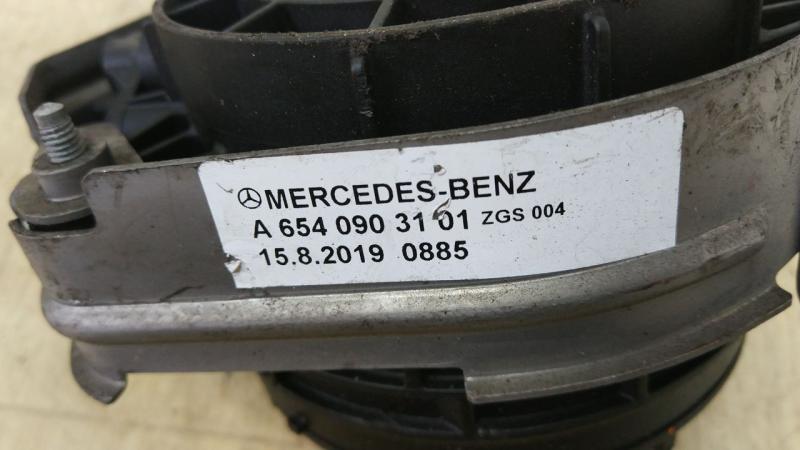 MERCEDES-BENZ
A 654 090 31 01 ZGS 004
15.8.2019 0885